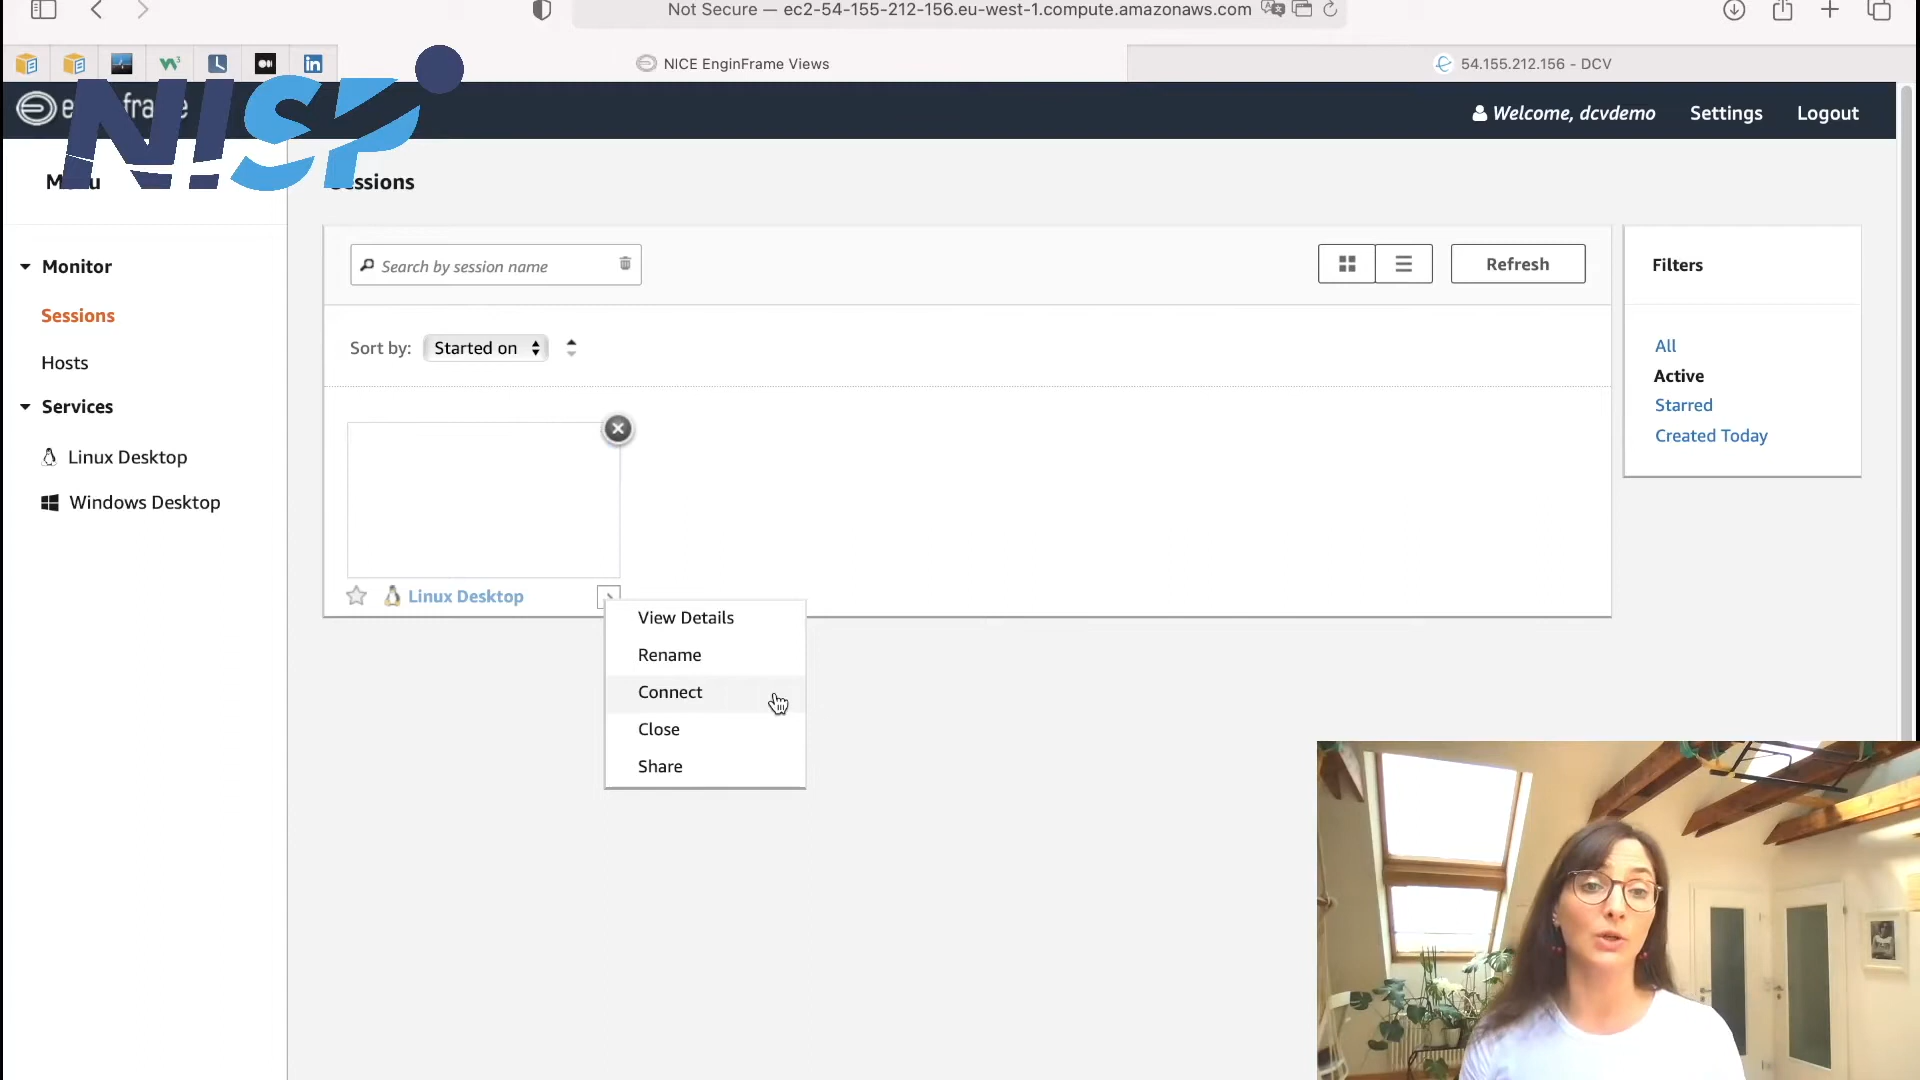 Not Secure — ec2-54-155-212-156.eu-west-1.compute.amazonaws.com
NICE EnginFrame Views
54.155.212.156 - DCV
NISP
Welcome, dcvdemo
Settings
Logout
Sessions
Monitor
Sessions
Hosts
Services
Linux Desktop
Windows Desktop
Search by session name
Refresh
Sort by: Started on
Linux Desktop
View Details
Rename
Connect
Close
Share
Filters
All
Active
Starred
Created Today